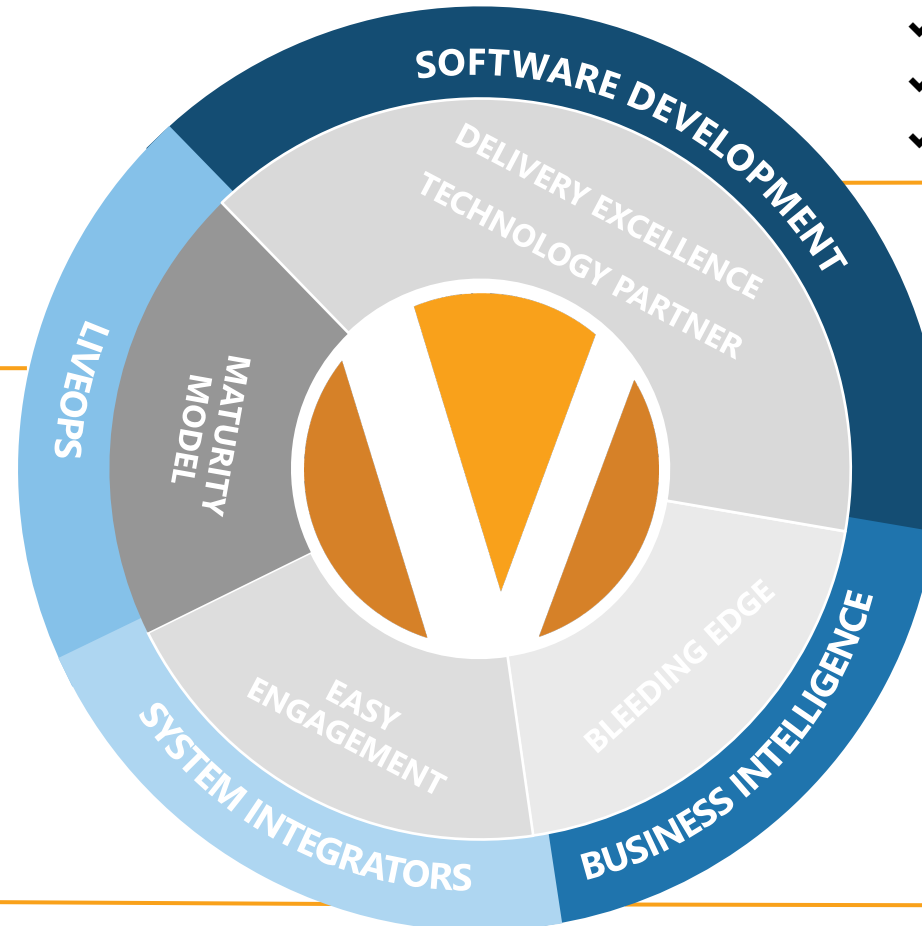 SOFTWARE DEVELOPMENT
DELIVERY EXCELLENCE
TECHNOLOGY PARTNER
LIVEOPS
MATURITY
MODEL
BLEEDING EDGE
BUSINESS INTELLIGENCE
EASY
ENGAGEMENT
SYSTEM INTEGRATORS